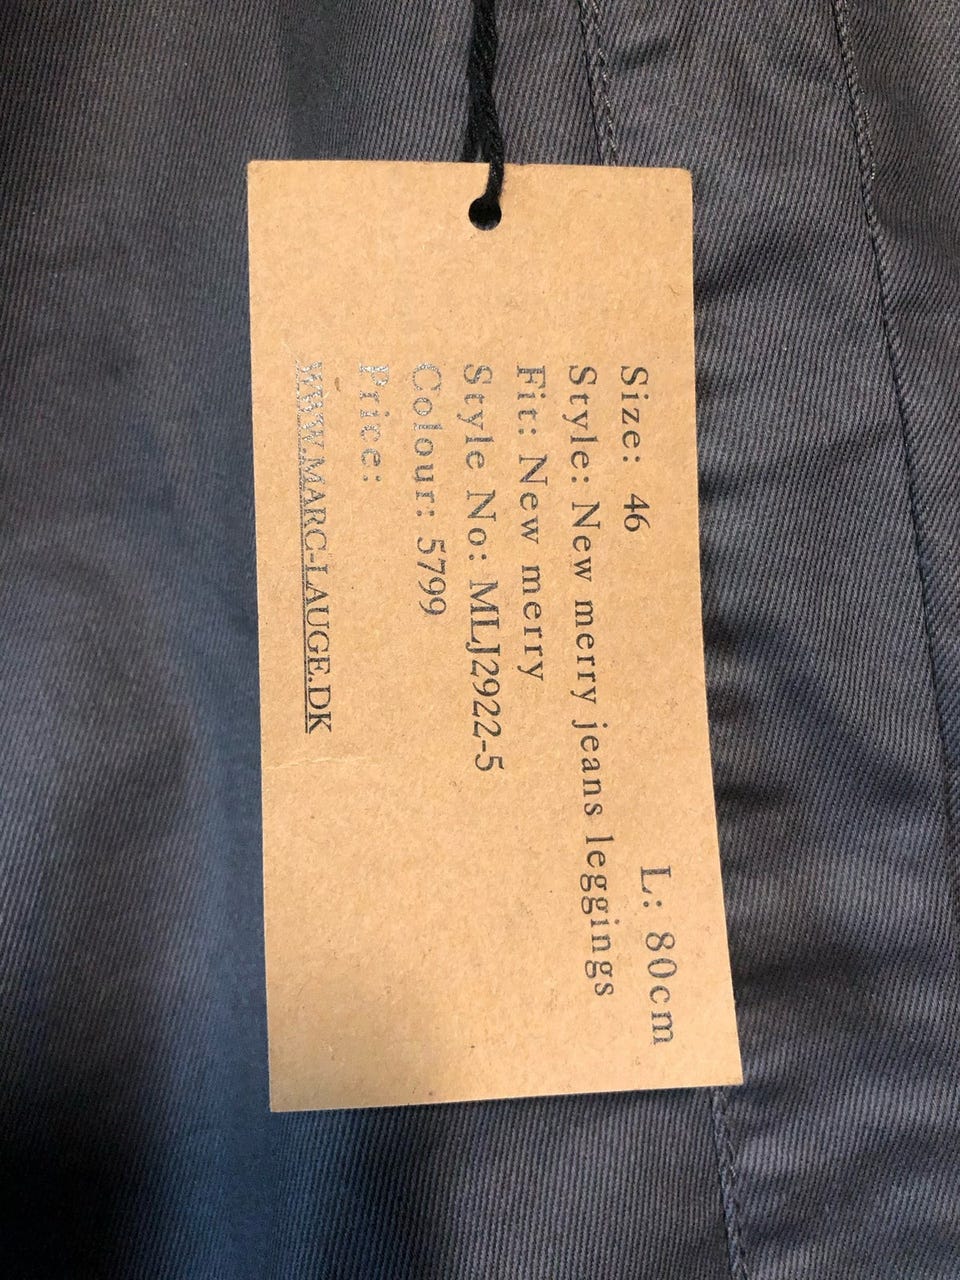 Size: 46 L: 80cm
Style: New merry jeans leggings
Fit: New merry
Style No: MLJ2922-5
Colour: 5799
Price:
WWW.MARC-LAUGE.DK